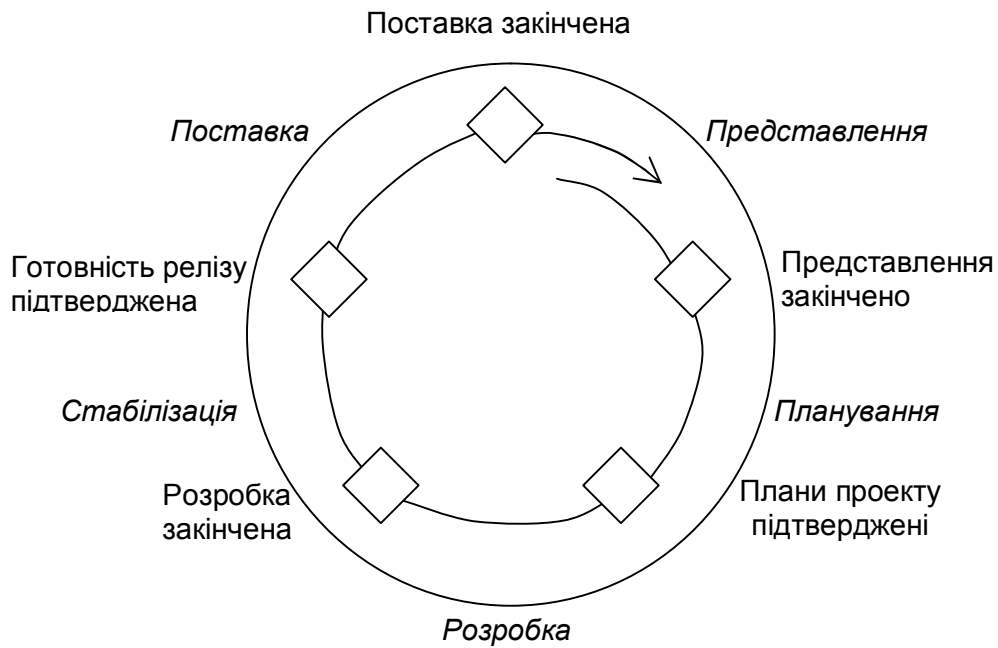 Поставка закінчена
Поставка
Представлення
Готовність релізу
підтверджена
Представлення
закінчено
Стабілізація
Планування
Розробка
закінчена
Плани проекту
підтверджені
Розробка